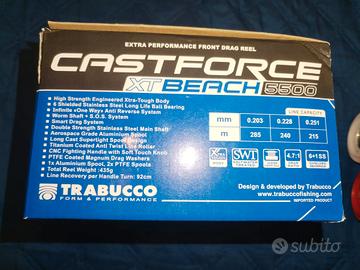 EXTRA PERFORMANCE FRONT DRAG REEL
CASTFORCE
XT BEACH 5500
High Strength Engineered Xtra-Tough Body
6 Shielded Stainless Steel Long Life Ball Bearing
Infinite «One Way» Anti Reverse System
Worm Shaft + S.O.S. System
Smart Drag System
Double Strength Stainless Steel Main Shaft
Aerospace Grade Aluminium Spool
Long Cast Superlight Spool Design
Titanium Coated Anti Twist Line Roller
CNC Fighting Handle with Soft Touch Knob
PTFE Coated Magnum Drag Washers
1x Aluminium Spool, 2x PTFE Spools
Total Reel Weight :435g
Line Recovery per Handle Turn: 92cm
LINE CAPACITY
mm 0.203 0.228 0.251
m 285 240 215
SWT
4.7:1
6+1SS
TRABUCCO
FORM & PERFORMANCE
Design & developed by Trabucco
www.trabuccofishing.com
IMPORTED PRODUCT
subito